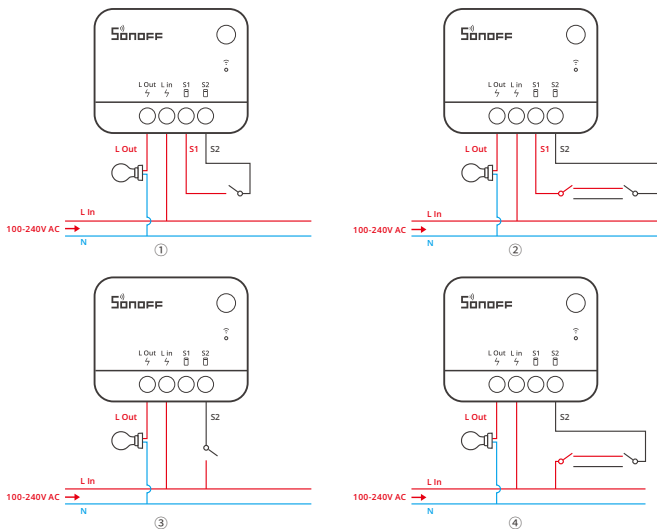 SONOFF
L Out L in S1 S2
L Out S1 S2
L In
100-240V AC
N
①
SONOFF
L Out L in S1 S2
L Out S1 S2
L In
100-240V AC
N
②
SONOFF
L Out L in S1 S2
L Out S2
L In
100-240V AC
N
③
SONOFF
L Out L in S1 S2
L Out S2
L In
100-240V AC
N
④